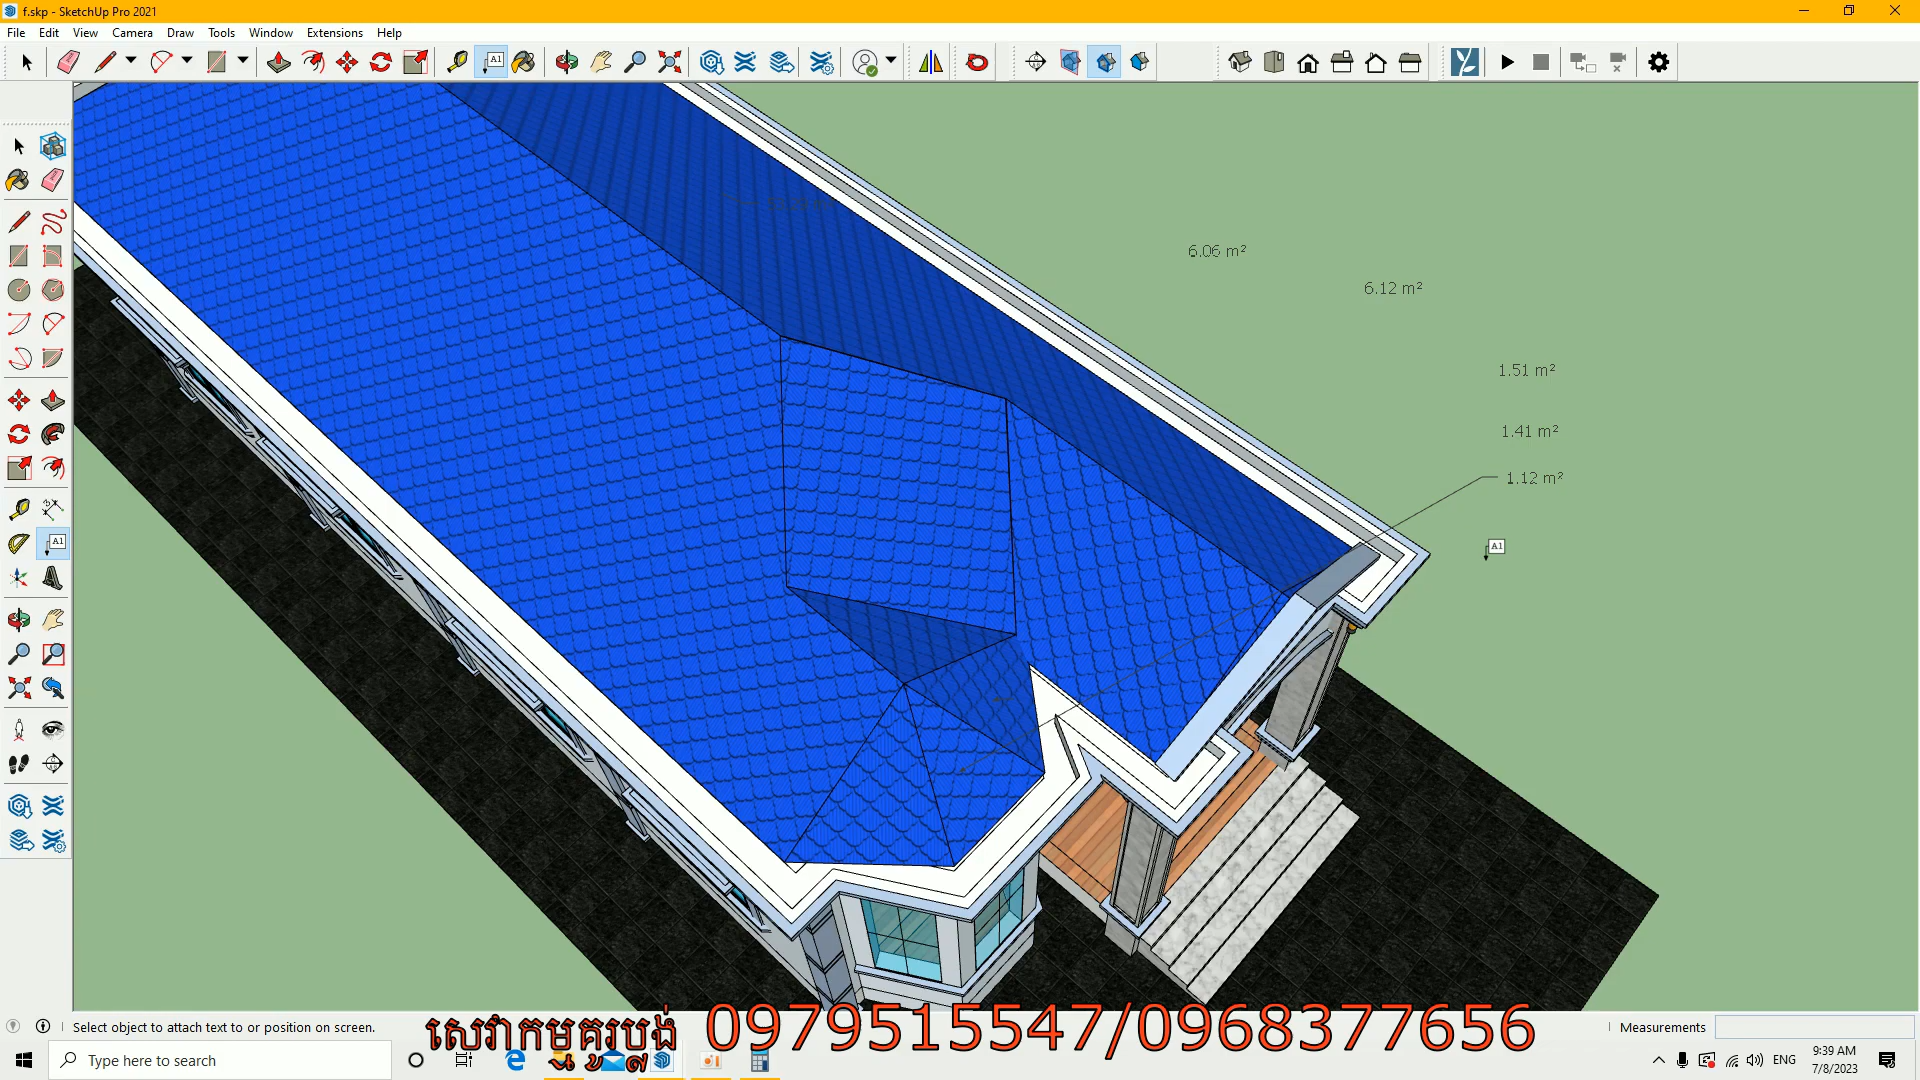 f.skp - SketchUp Pro 2021
File Edit View Camera Draw Tools Window Extensions Help
A1
6.06 m²
6.12 m²
1.51 m²
1.41 m²
1.12 m²
A1
A1
Select object to attach text to or position on screen.
Measurements
សេវាកម្មគូរប្លង់ 0979515547/0968377656
Type here to search
ENG
9:39 AM
7/8/2023